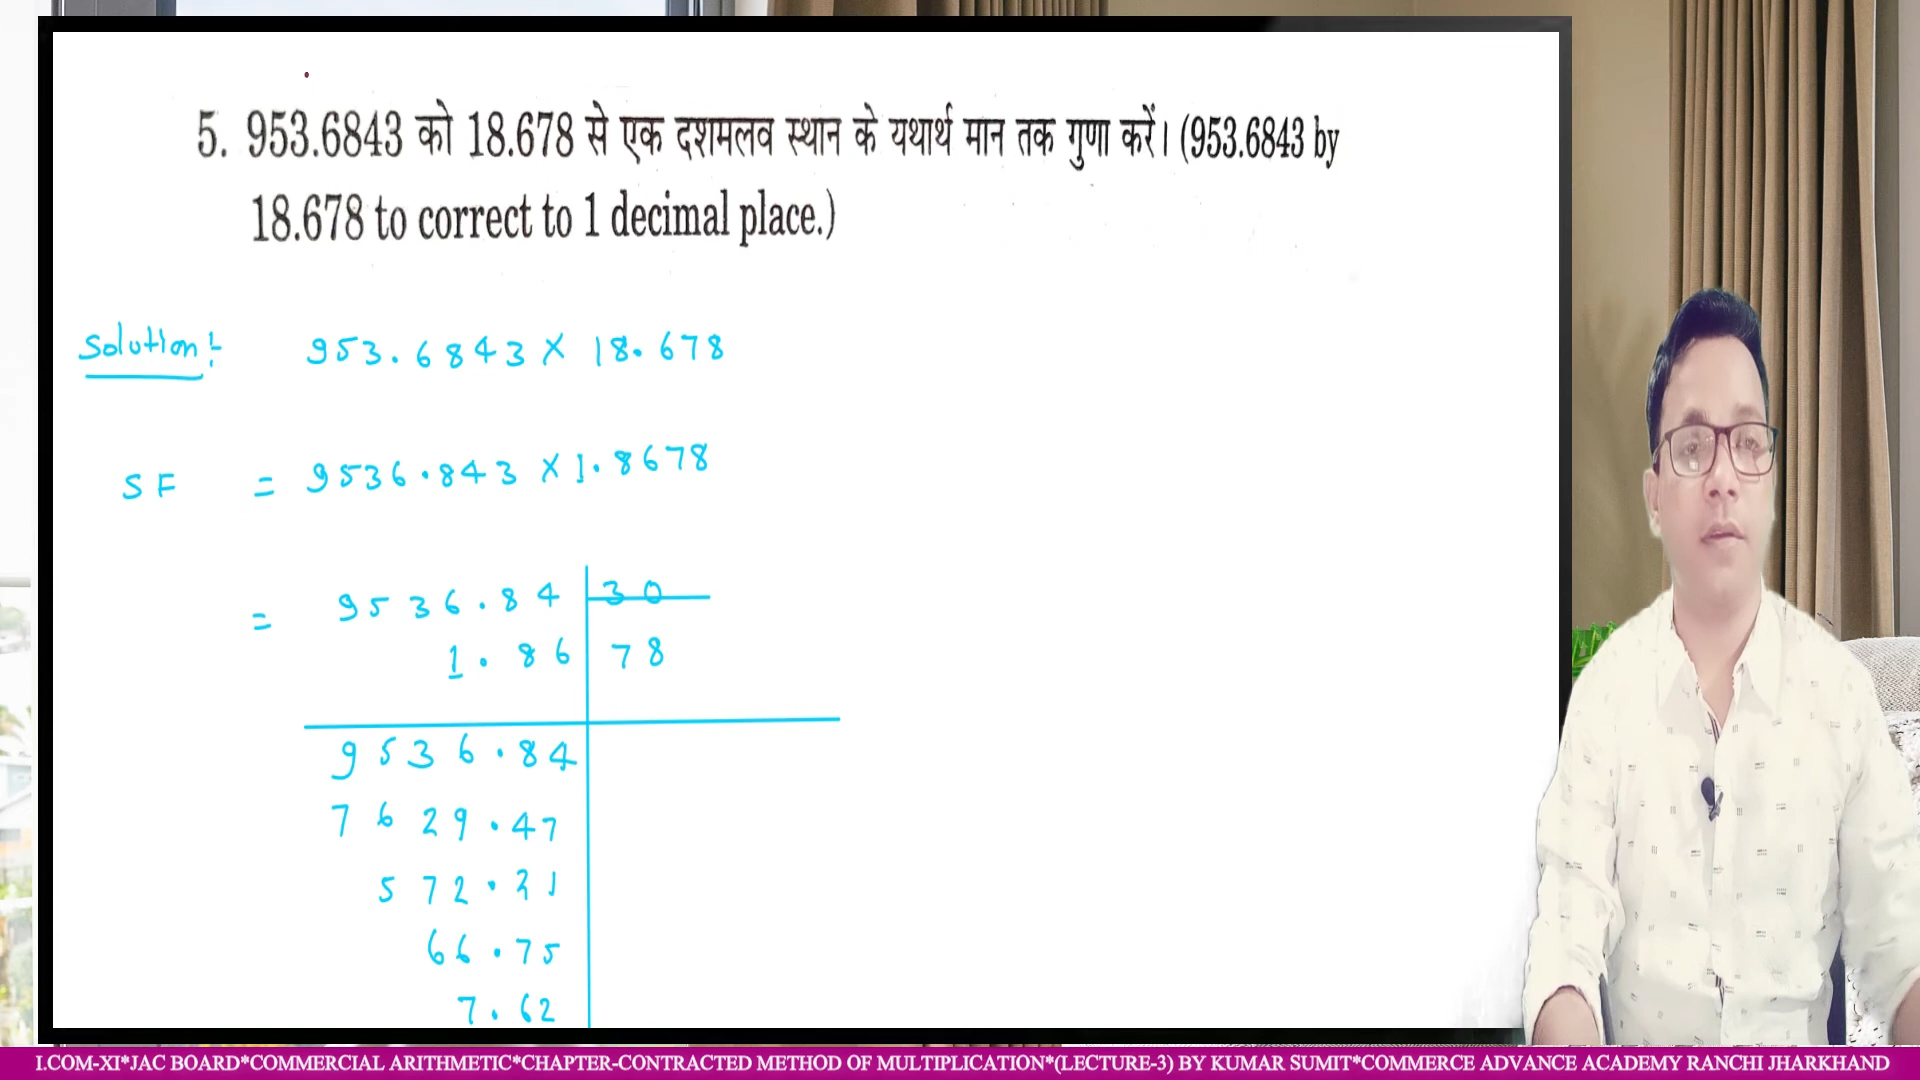 5. 953.6843 को 18.678 से एक दशमलव स्थान के यथार्थ मान तक गुणा करें। (953.6843 by
18.678 to correct to 1 decimal place.)
Solution:- 953.6843 × 18.678
SF = 9536.843 × 1.8678
= 9536.84 | 30
1.86 | 78
9536.84
7629.47
572.21
66.75
7.62
I.COM-XI*JAC BOARD*COMMERCIAL ARITHMETIC*CHAPTER-CONTRACTED METHOD OF MULTIPLICATION*(LECTURE-3) BY KUMAR SUMIT*COMMERCE ADVANCE ACADEMY RANCHI JHARKHAND